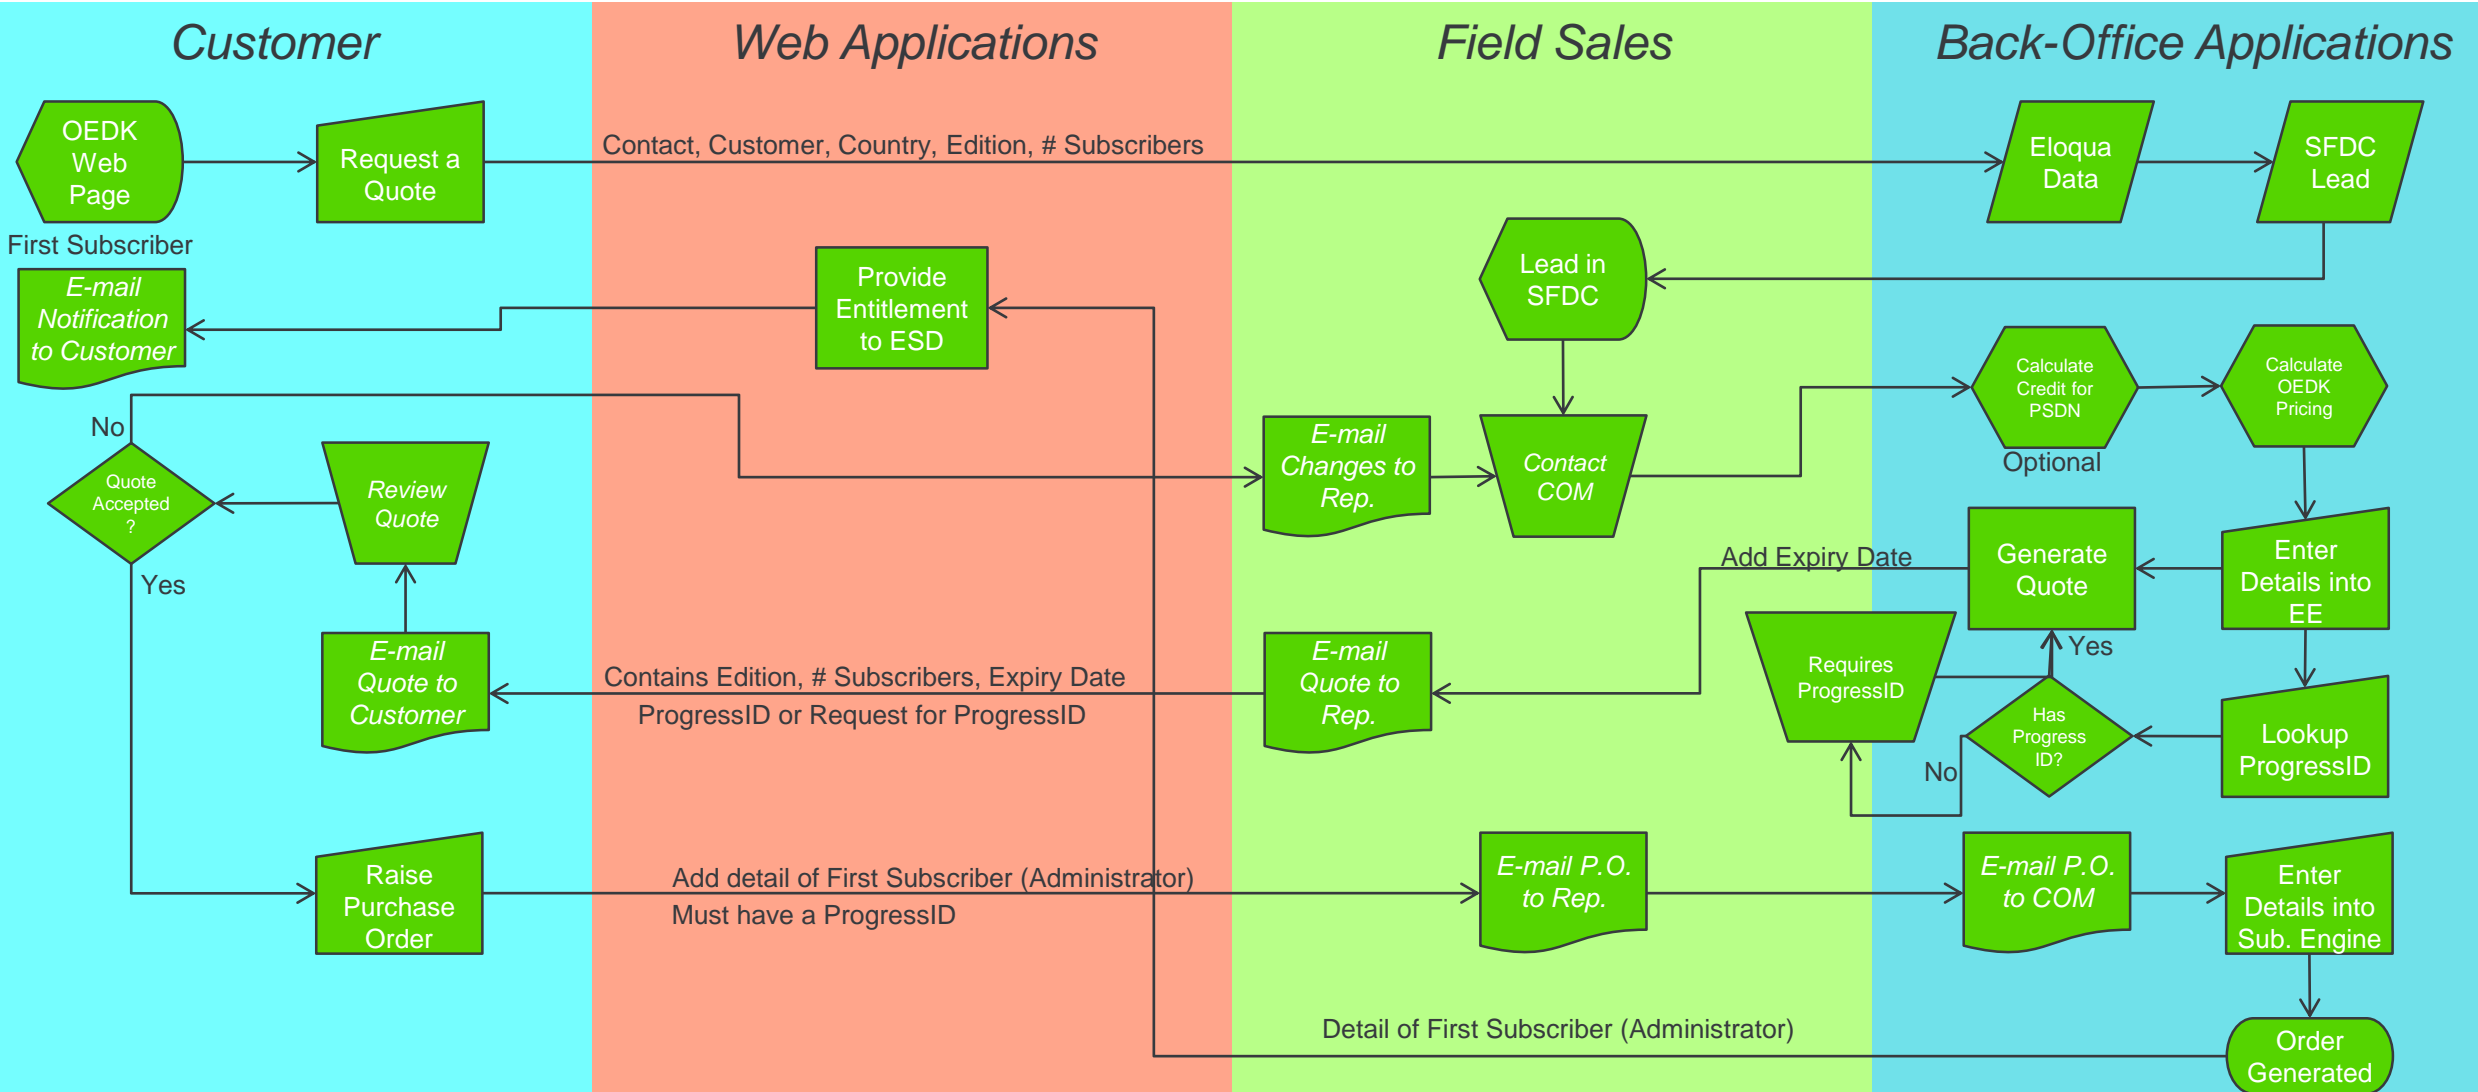 Customer
Web Applications
Field Sales
Back-Office Applications
OEDK
Web
Page
Request a
Quote
Contact, Customer, Country, Edition, # Subscribers
Eloqua
Data
SFDC
Lead
First Subscriber
E-mail
Notification
to Customer
Provide
Entitlement
to ESD
Lead in
SFDC
Calculate
Credit for
PSDN
Optional
Calculate
OEDK
Pricing
No
Quote
Accepted
?
Yes
Review
Quote
E-mail
Changes to
Rep.
Contact
COM
Add Expiry Date
Generate
Quote
Enter
Details into
EE
E-mail
Quote to
Customer
Contains Edition, # Subscribers, Expiry Date
ProgressID or Request for ProgressID
E-mail
Quote to
Rep.
Requires
ProgressID
Yes
Has
Progress
ID?
No
Lookup
ProgressID
Raise
Purchase
Order
Add detail of First Subscriber (Administrator)
Must have a ProgressID
E-mail P.O.
to Rep.
E-mail P.O.
to COM
Enter
Details into
Sub. Engine
Detail of First Subscriber (Administrator)
Order
Generated